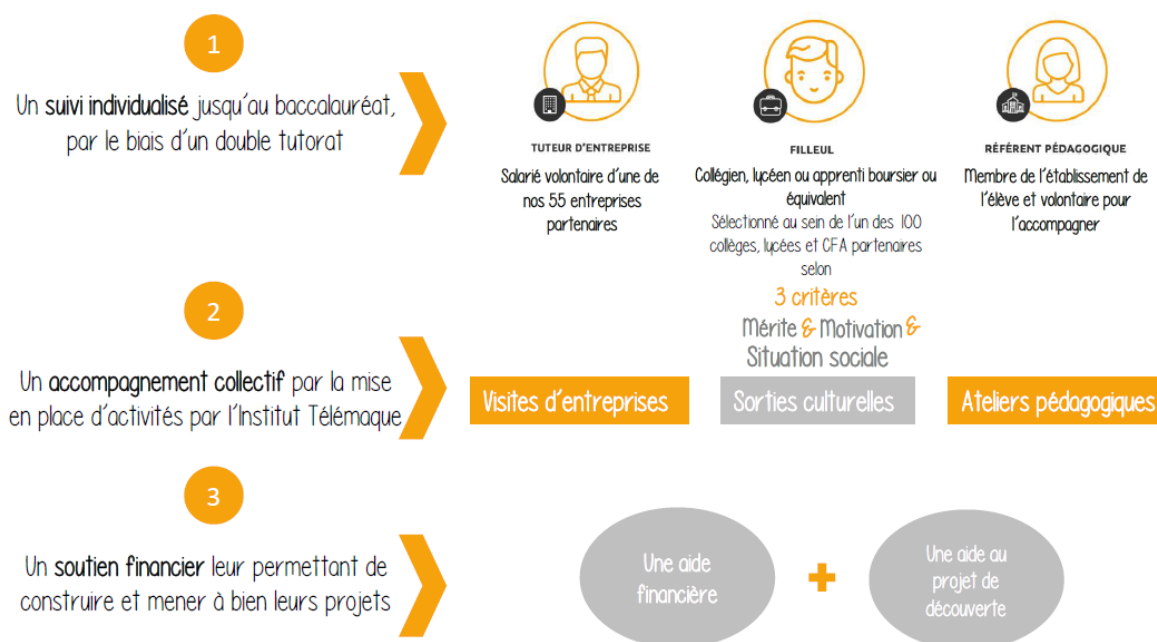 1
Un suivi individualisé jusqu'au baccalauréat,
par le biais d'un double tutorat
TUTEUR D'ENTREPRISE
Salarié volontaire d'une de
nos 55 entreprises
partenaires
FILLEUL
Collégien, lycéen ou apprenti boursier ou
équivalent
Sélectionné au sein de l'un des 100
collèges, lycées et CFA partenaires
selon
3 critères
Mérite & Motivation &
Situation sociale
RÉFÉRENT PÉDAGOGIQUE
Membre de l'établissement de
l'élève et volontaire pour
l'accompagner
2
Un accompagnement collectif par la mise
en place d'activités par l'Institut Télémaque
Visites d'entreprises
Sorties culturelles
Ateliers pédagogiques
3
Un soutien financier leur permettant de
construire et mener à bien leurs projets
Une aide
financière
+
Une aide au
projet de
découverte